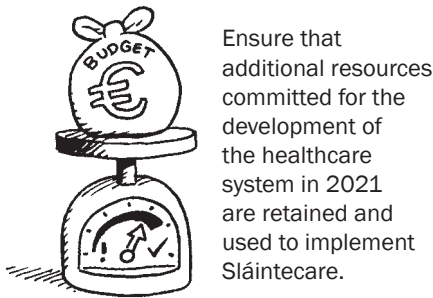 BUDGET
€
Ensure that
additional resources
committed for the
development of
the healthcare
system in 2021
are retained and
used to implement
Sláintecare.